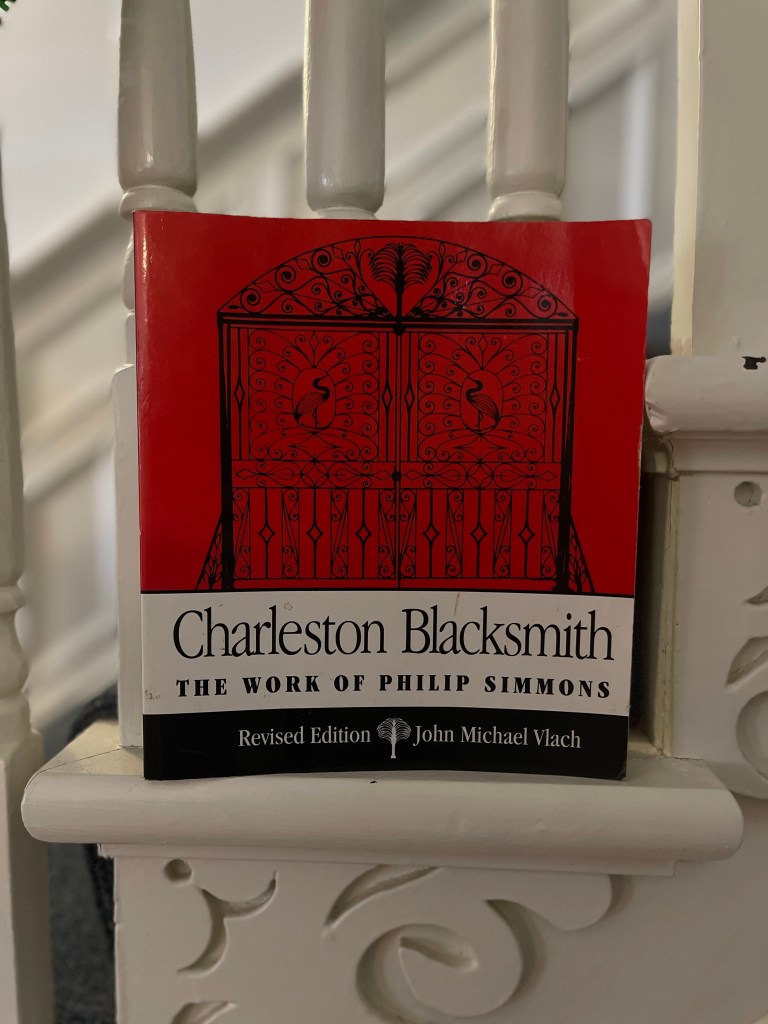 Charleston Blacksmith
THE WORK OF PHILIP SIMMONS
Revised Edition John Michael Vlach